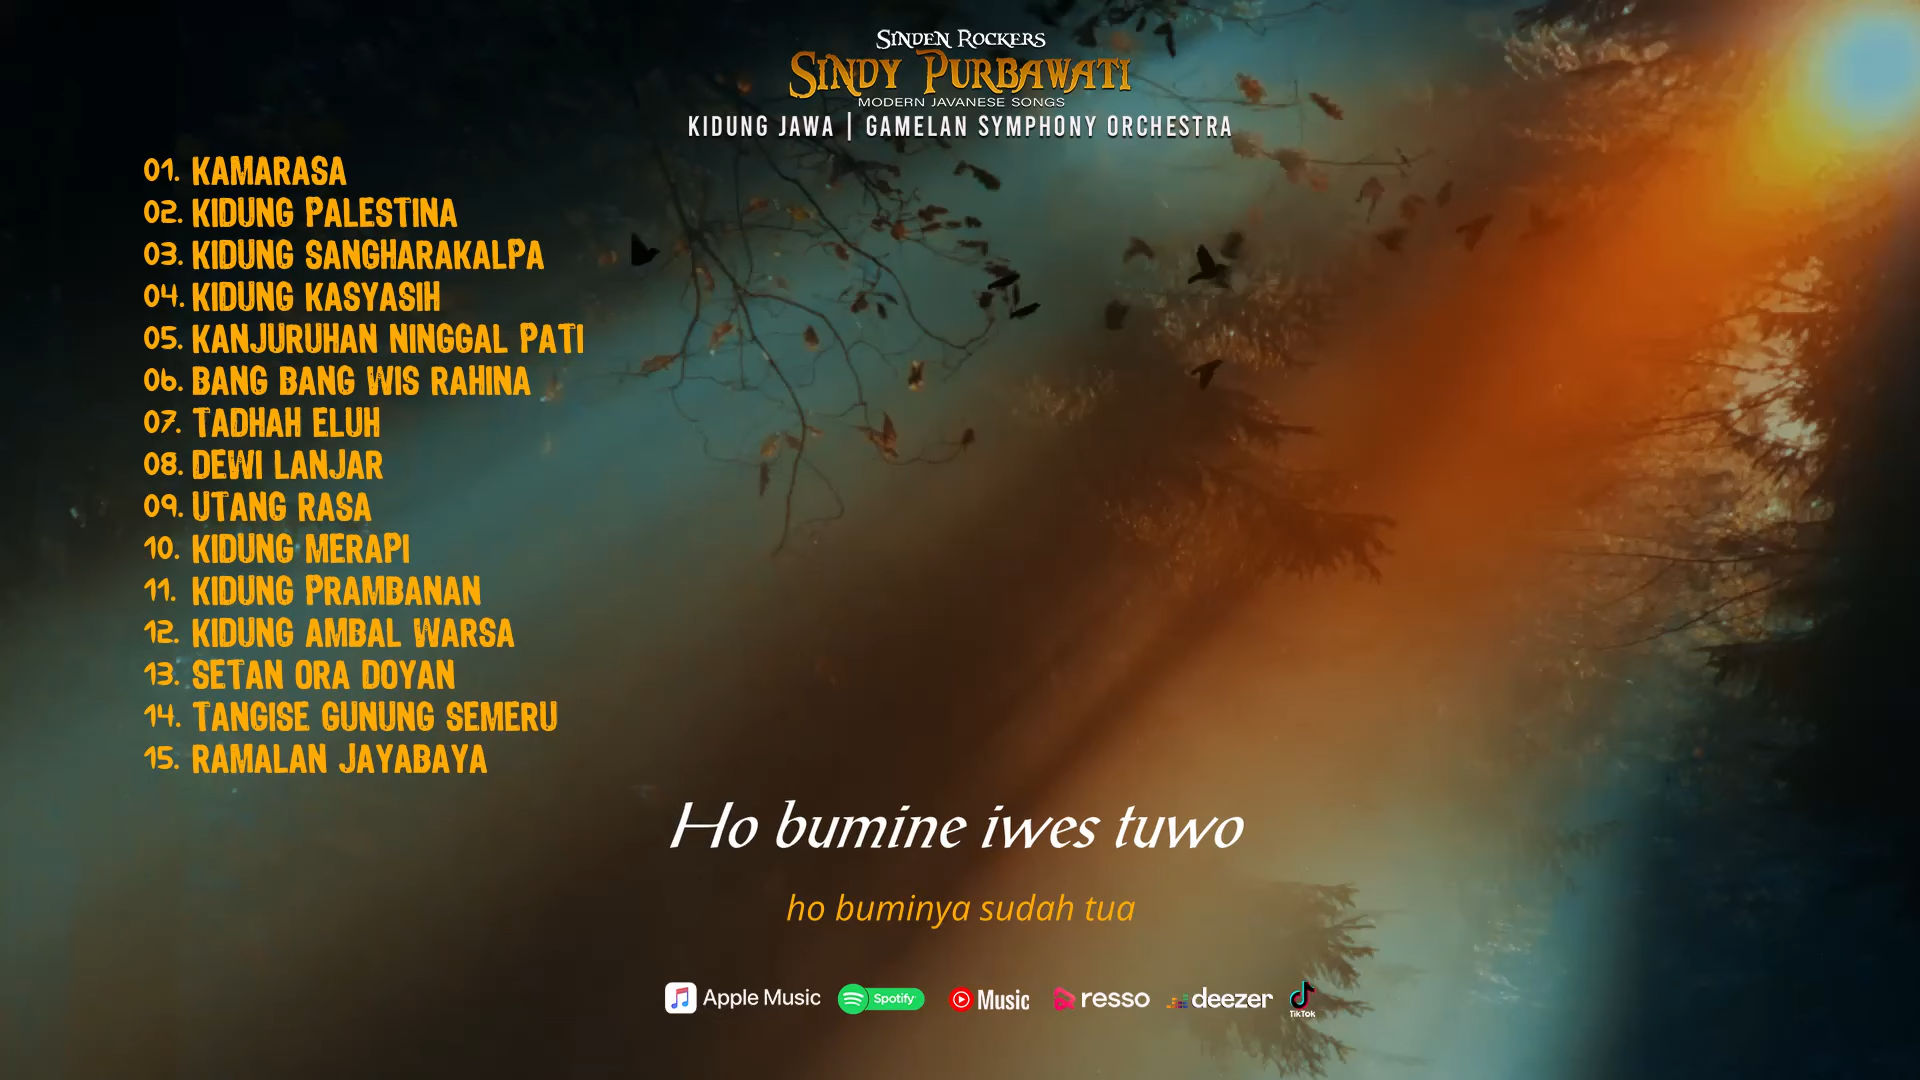 SINDEN ROCKERS
SINDY PURBAWATI
MODERN JAVANESE SONGS
KIDUNG JAWA | GAMELAN SYMPHONY ORCHESTRA
01. KAMARASA
02. KIDUNG PALESTINA
03. KIDUNG SANGHARAKALPA
04. KIDUNG KASYASIH
05. KANJURUHAN NINGGAL PATI
06. BANG BANG WIS RAHINA
07. TADHAH ELUH
08. DEWI LANJAR
09. UTANG RASA
10. KIDUNG MERAPI
11. KIDUNG PRAMBANAN
12. KIDUNG AMBAL WARSA
13. SETAN ORA DOYAN
14. TANGISE GUNUNG SEMERU
15. RAMALAN JAYABAYA
Ho bumine iwes tuwo
ho buminya sudah tua
Apple Music Spotify Music resso deezer TikTok